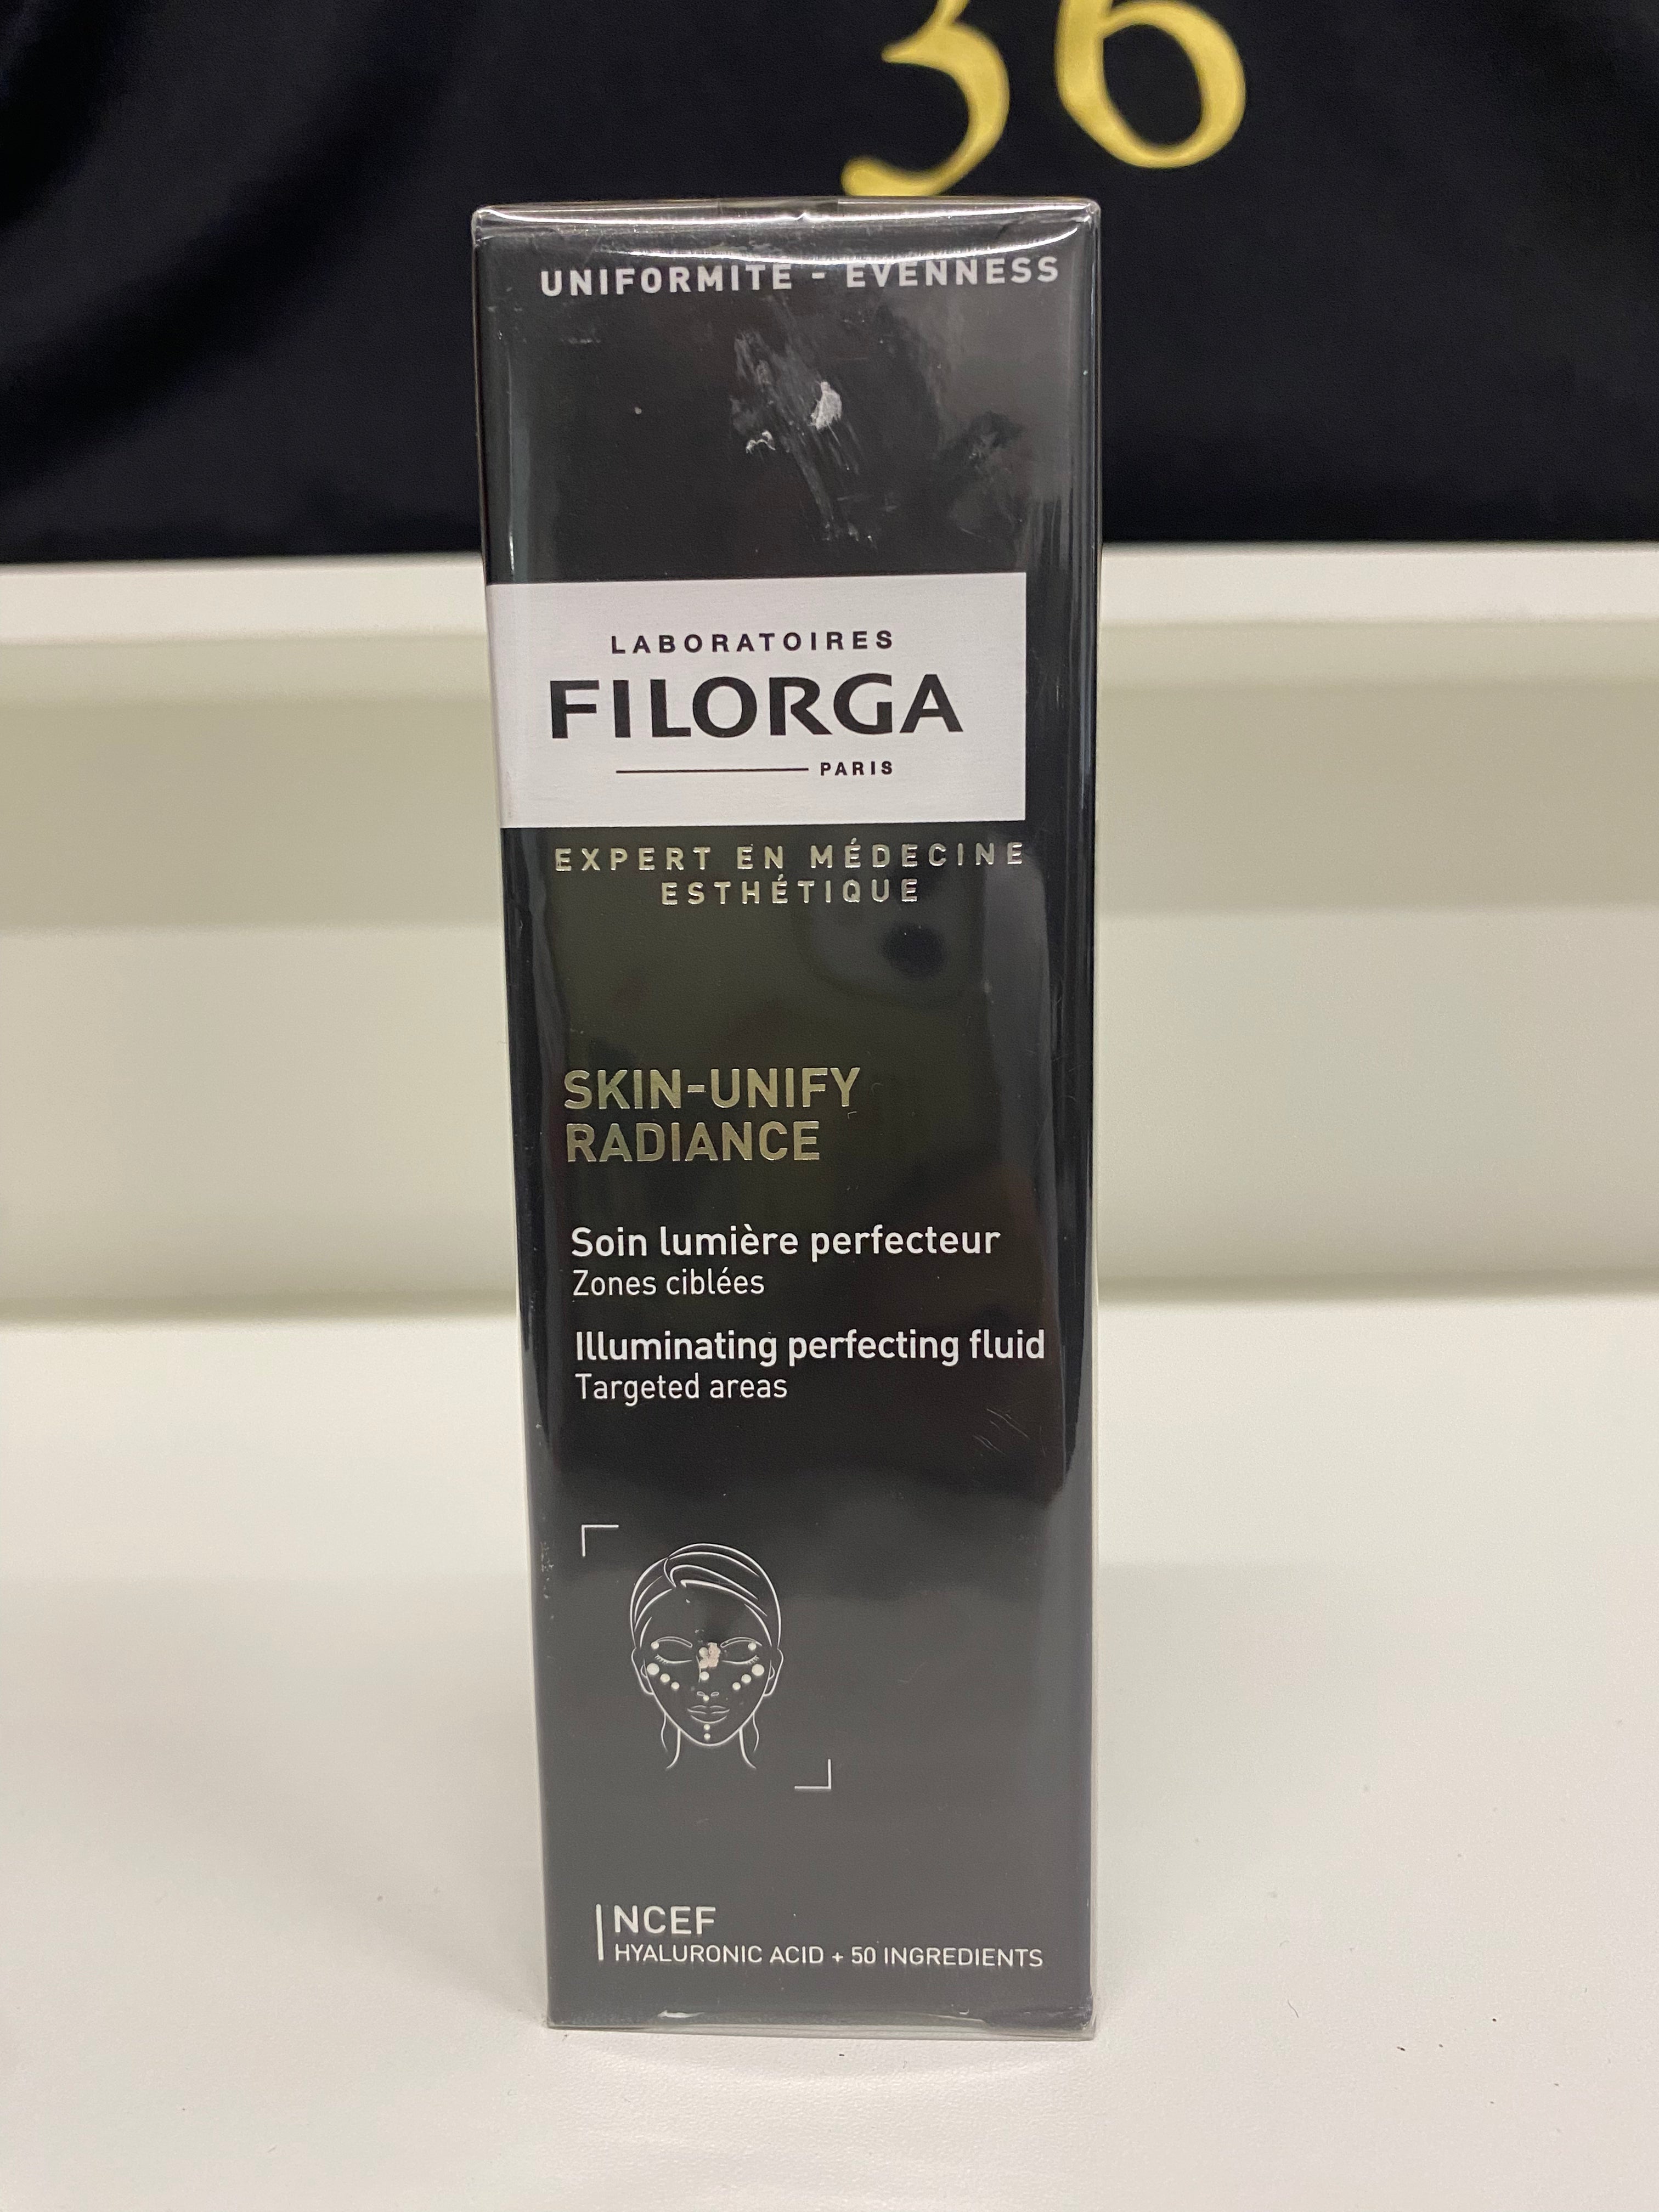 36
UNIFORMITÉ - EVENNESS
LABORATOIRES
FILORGA
PARIS
EXPERT EN MÉDECINE
ESTHÉTIQUE
SKIN-UNIFY
RADIANCE
Soin lumière perfecteur
Zones ciblées
Illuminating perfecting fluid
Targeted areas
NCEF
HYALURONIC ACID + 50 INGREDIENTS